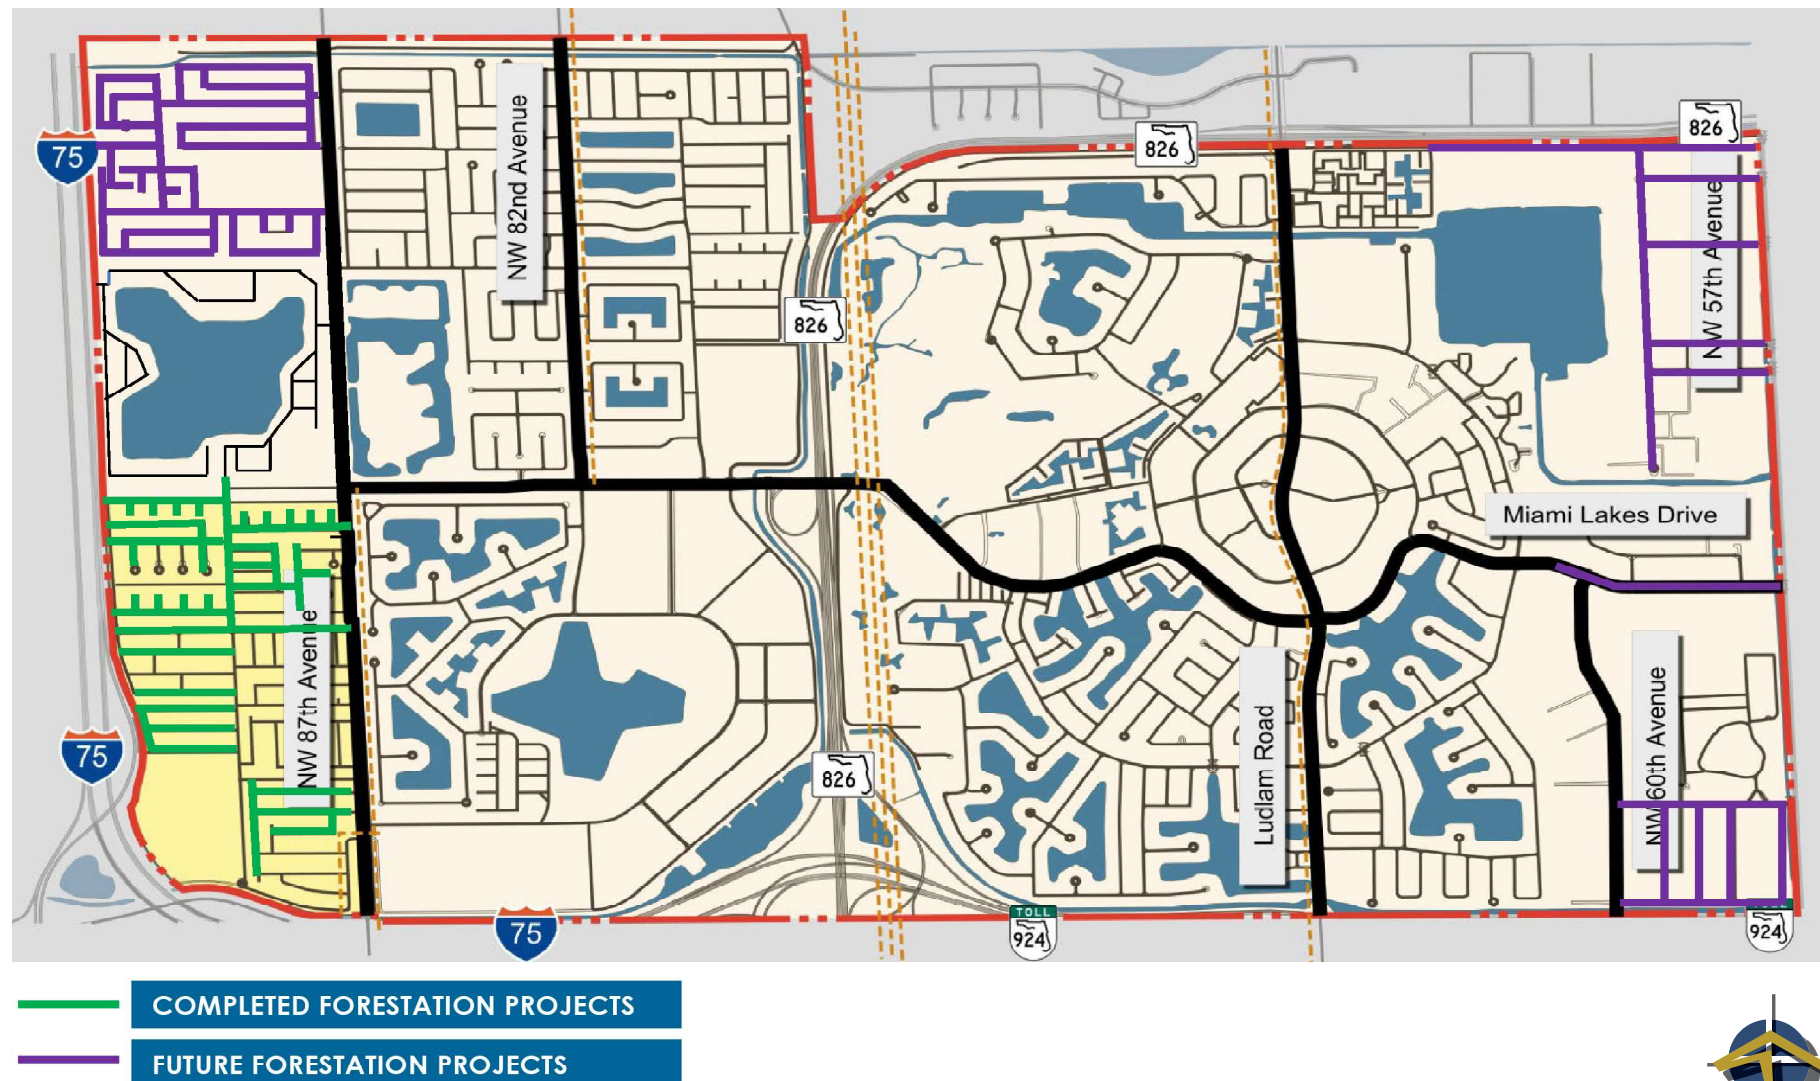 826
826
75
NW 82nd Avenue
NW 57th Avenue
826
Miami Lakes Drive
NW 87th Avenue
NW 60th Avenue
Ludlam Road
75
826
75
TOLL
924
924
COMPLETED FORESTATION PROJECTS
FUTURE FORESTATION PROJECTS